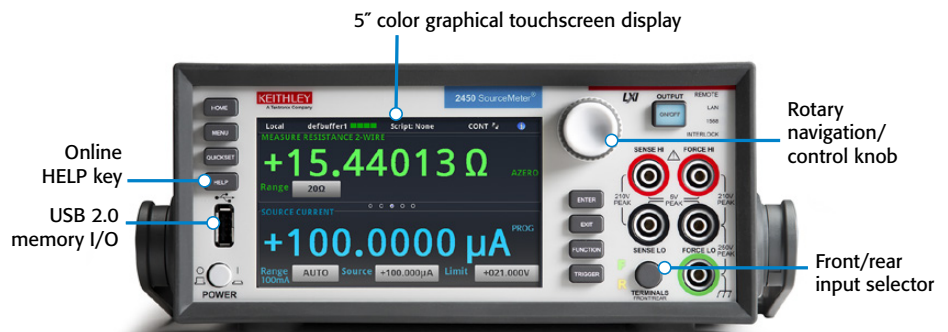 5″ color graphical touchscreen display
KEITHLEY
A Tektronix Company
2450 SourceMeter®
LXI
OUTPUT
ON/OFF
REMOTE
LAN
1588
INTERLOCK
HOME
MENU
QUICKSET
HELP
Online
HELP key
USB 2.0
memory I/O
POWER
Local defbuffer1 Script: None CONT
MEASURE RESISTANCE 2-WIRE
+15.44013 Ω
AZERO
Range 20Ω
SOURCE CURRENT
+100.0000 µA
PROG
Range 100mA AUTO Source +100.000µA Limit +021.000V
Rotary
navigation/
control knob
ENTER
EXIT
FUNCTION
TRIGGER
SENSE HI
FORCE HI
210V
PEAK
5V
PEAK
210V
PEAK
SENSE LO
FORCE LO
250V
PEAK
F
R
TERMINALS
FRONT/REAR
Front/rear
input selector